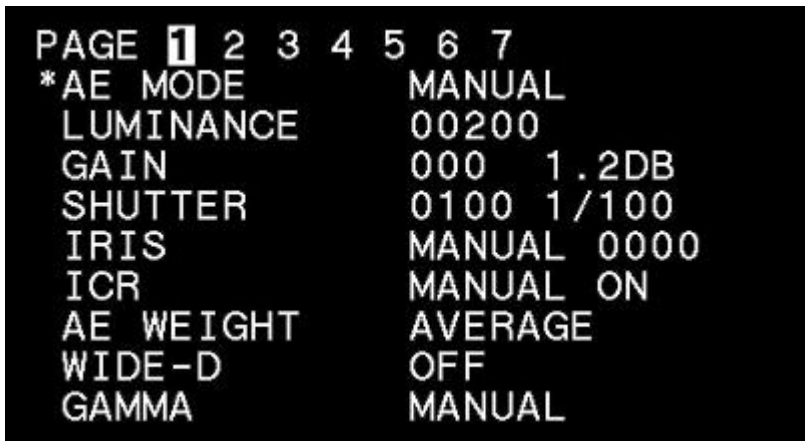 PAGE 1 2 3 4 5 6 7
*AE MODE MANUAL
LUMINANCE 00200
GAIN 000 1.2DB
SHUTTER 0100 1/100
IRIS MANUAL 0000
ICR MANUAL ON
AE WEIGHT AVERAGE
WIDE-D OFF
GAMMA MANUAL